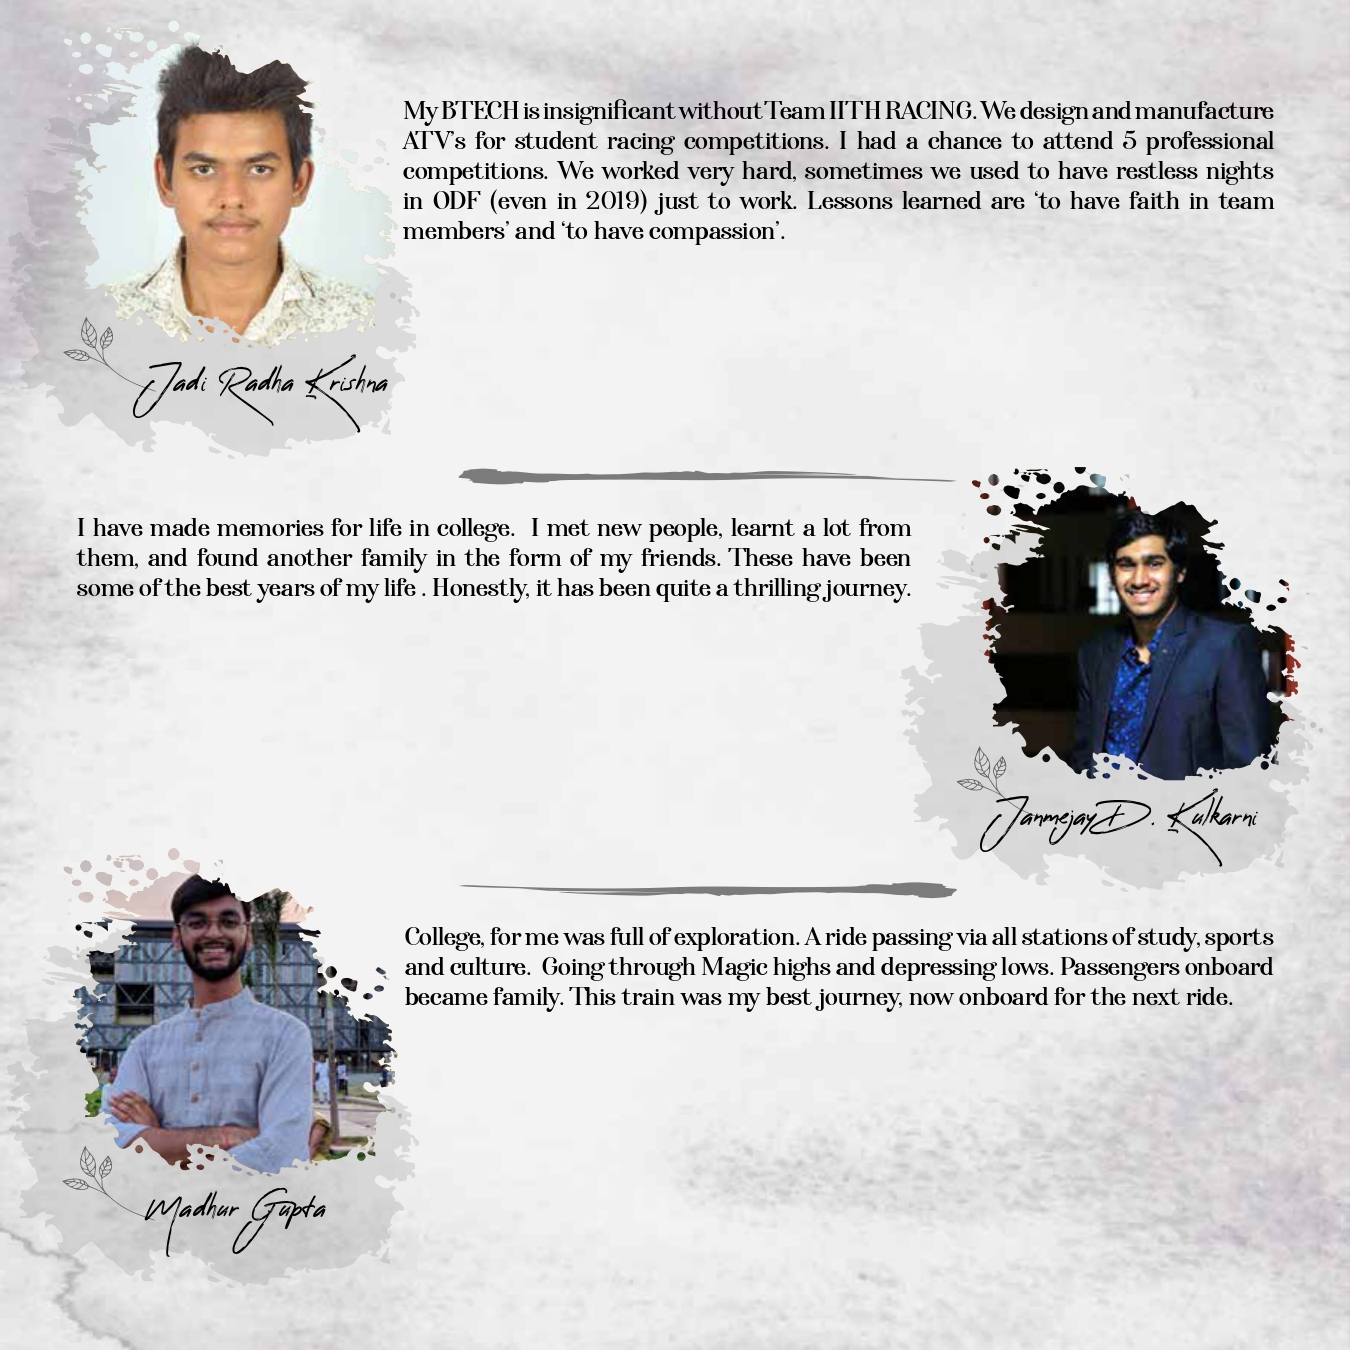 My BTECH is insignificant without Team IITH RACING. We design and manufacture
ATV's for student racing competitions. I had a chance to attend 5 professional
competitions. We worked very hard, sometimes we used to have restless nights
in ODF (even in 2019) just to work. Lessons learned are ‘to have faith in team
members’ and ‘to have compassion’.
Jadi Radha Krishna
I have made memories for life in college.  I met new people, learnt a lot from
them, and found another family in the form of my friends. These have been
some of the best years of my life . Honestly, it has been quite a thrilling journey.
Janmejay D. Kulkarni
College, for me was full of exploration. A ride passing via all stations of study, sports
and culture.  Going through Magic highs and depressing lows. Passengers onboard
became family. This train was my best journey, now onboard for the next ride.
Madhur Gupta